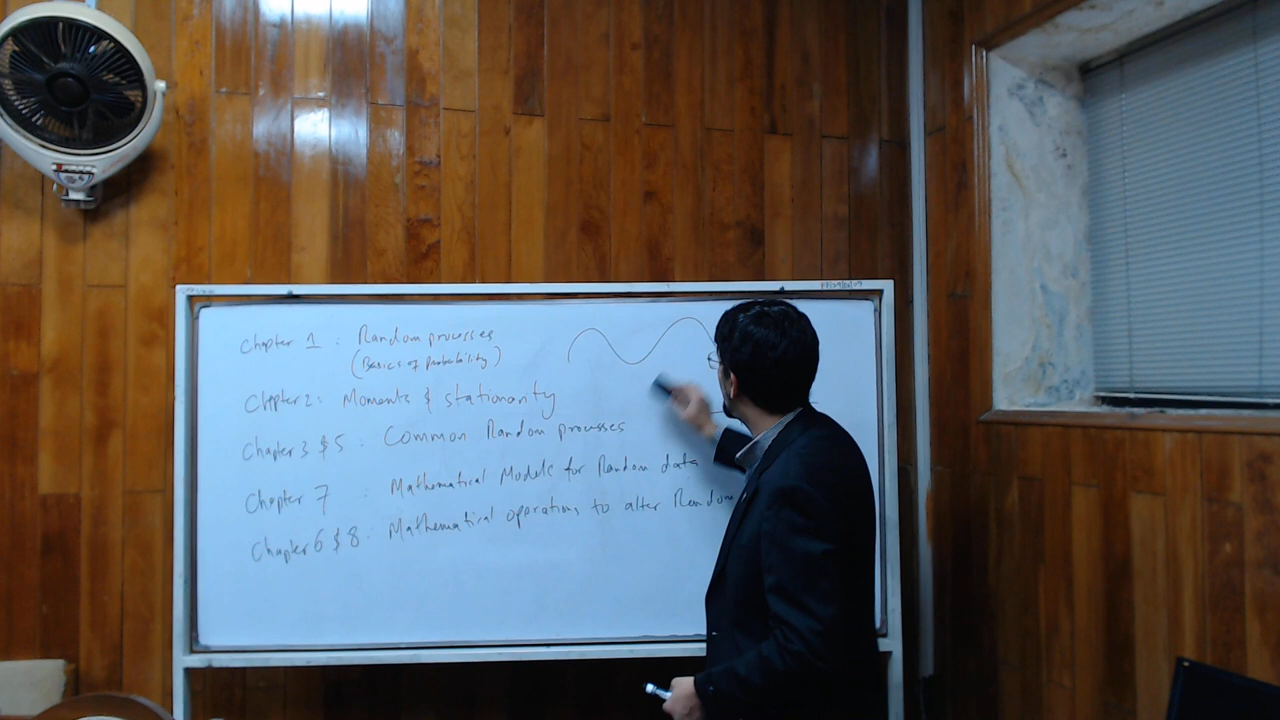 Chapter 1 : Random processes
(Basics of Probability)
Chapter 2 : Moments & stationarity
Chapter 3 & 5 : Common Random processes
Chapter 7 : Mathematical Models for Random data
Chapter 6 & 8 : Mathematical operations to alter Random